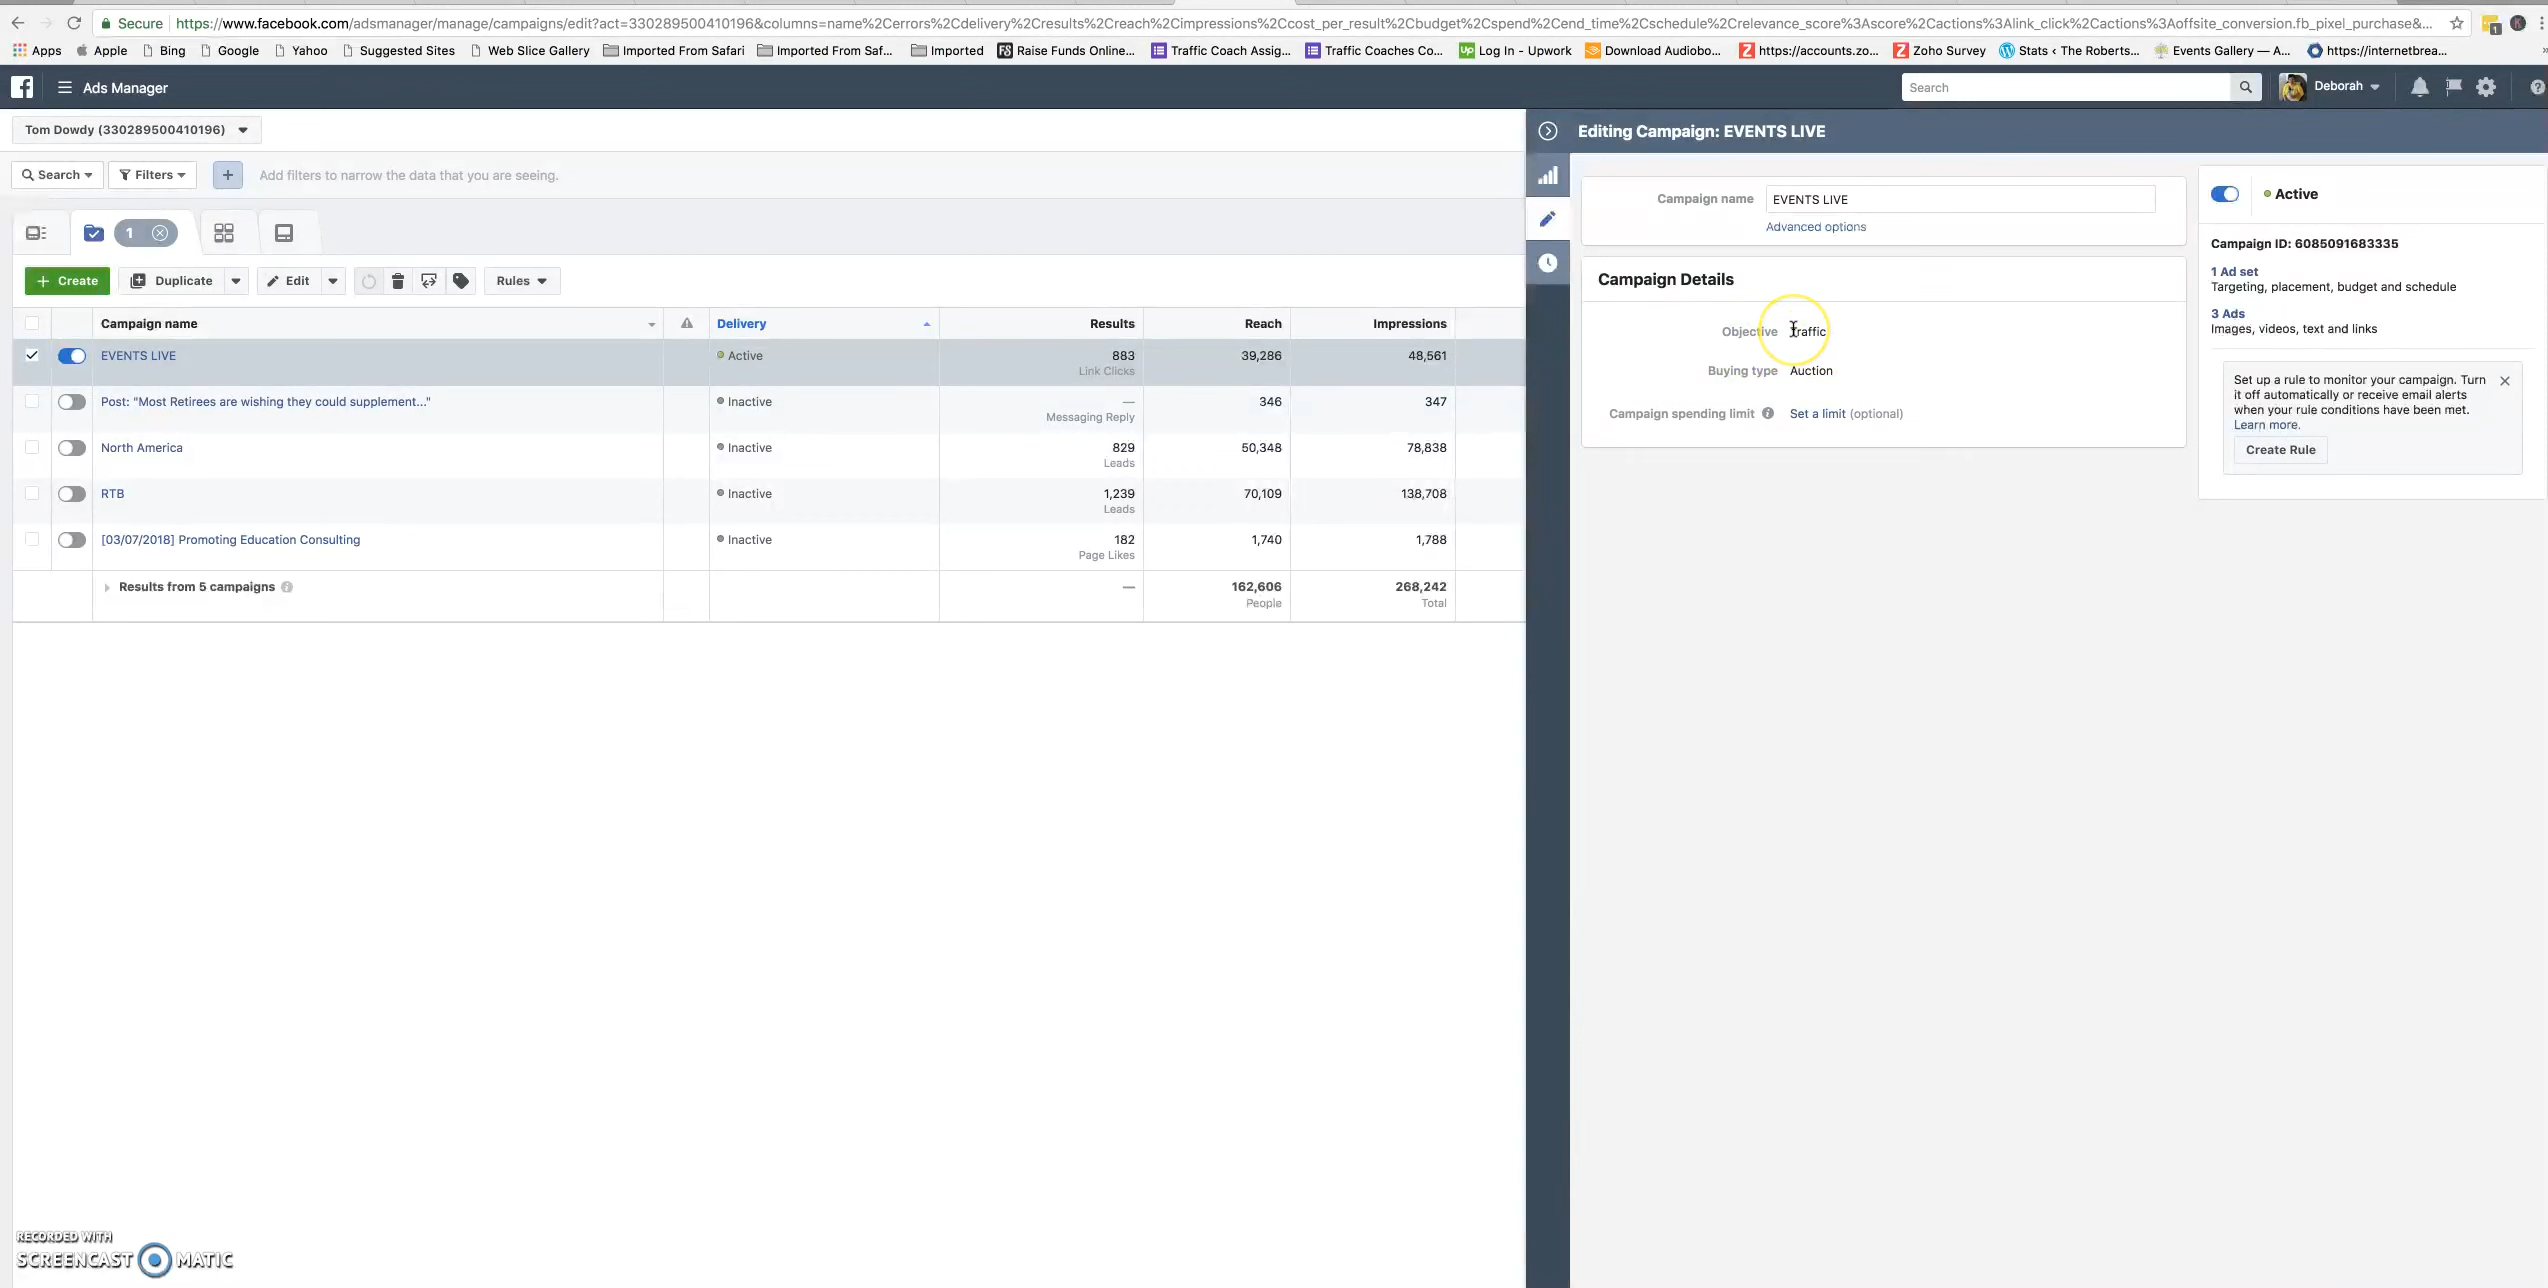 Secure https://www.facebook.com/adsmanager/manage/campaigns/edit?act=330289500410196&columns=name%2Cerrors%2Cdelivery%2Cresults%2Creach%2Cimpressions%2Ccost_per_result%2Cbudget%2Cspend%2Cend_time%2Cschedule%2Crelevance_score%3Ascore%2Cactions%3Alink_click%2Cactions%3Aoffsite_conversion.fb_pixel_purchase&...
Apps Apple Bing Google Yahoo Suggested Sites Web Slice Gallery Imported From Safari Imported From Saf... Imported Raise Funds Online... Traffic Coach Assig... Traffic Coaches Co... Log In - Upwork Download Audiobo... https://accounts.zo... Zoho Survey Stats ‹ The Roberts... Events Gallery — A... https://internetbrea...
Ads Manager
Search
Deborah
Tom Dowdy (330289500410196)
Search Filters + Add filters to narrow the data that you are seeing.
1
+ Create Duplicate Edit Rules
Campaign name Delivery Results Reach Impressions
EVENTS LIVE Active 883 39,286 48,561
Link Clicks
Post: "Most Retirees are wishing they could supplement..." Inactive — 346 347
Messaging Reply
North America Inactive 829 50,348 78,838
Leads
RTB Inactive 1,239 70,109 138,708
Leads
[03/07/2018] Promoting Education Consulting Inactive 182 1,740 1,788
Page Likes
Results from 5 campaigns — 162,606 268,242
People Total
Editing Campaign: EVENTS LIVE
Campaign name EVENTS LIVE
Advanced options
Campaign Details
Objective Traffic
Buying type Auction
Campaign spending limit Set a limit (optional)
Active
Campaign ID: 6085091683335
1 Ad set
Targeting, placement, budget and schedule
3 Ads
Images, videos, text and links
Set up a rule to monitor your campaign. Turn
it off automatically or receive email alerts
when your rule conditions have been met.
Learn more.
Create Rule
RECORDED WITH
SCREENCAST MATIC